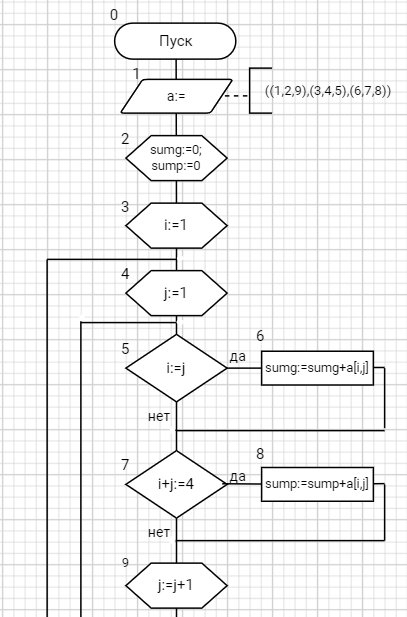 0
Пуск
1
a:=
((1,2,9),(3,4,5),(6,7,8))
2
sumg:=0;
sump:=0
3
i:=1
4
j:=1
5
i:=j
да
6
sumg:=sumg+a[i,j]
нет
7
i+j:=4
да
8
sump:=sump+a[i,j]
нет
9
j:=j+1